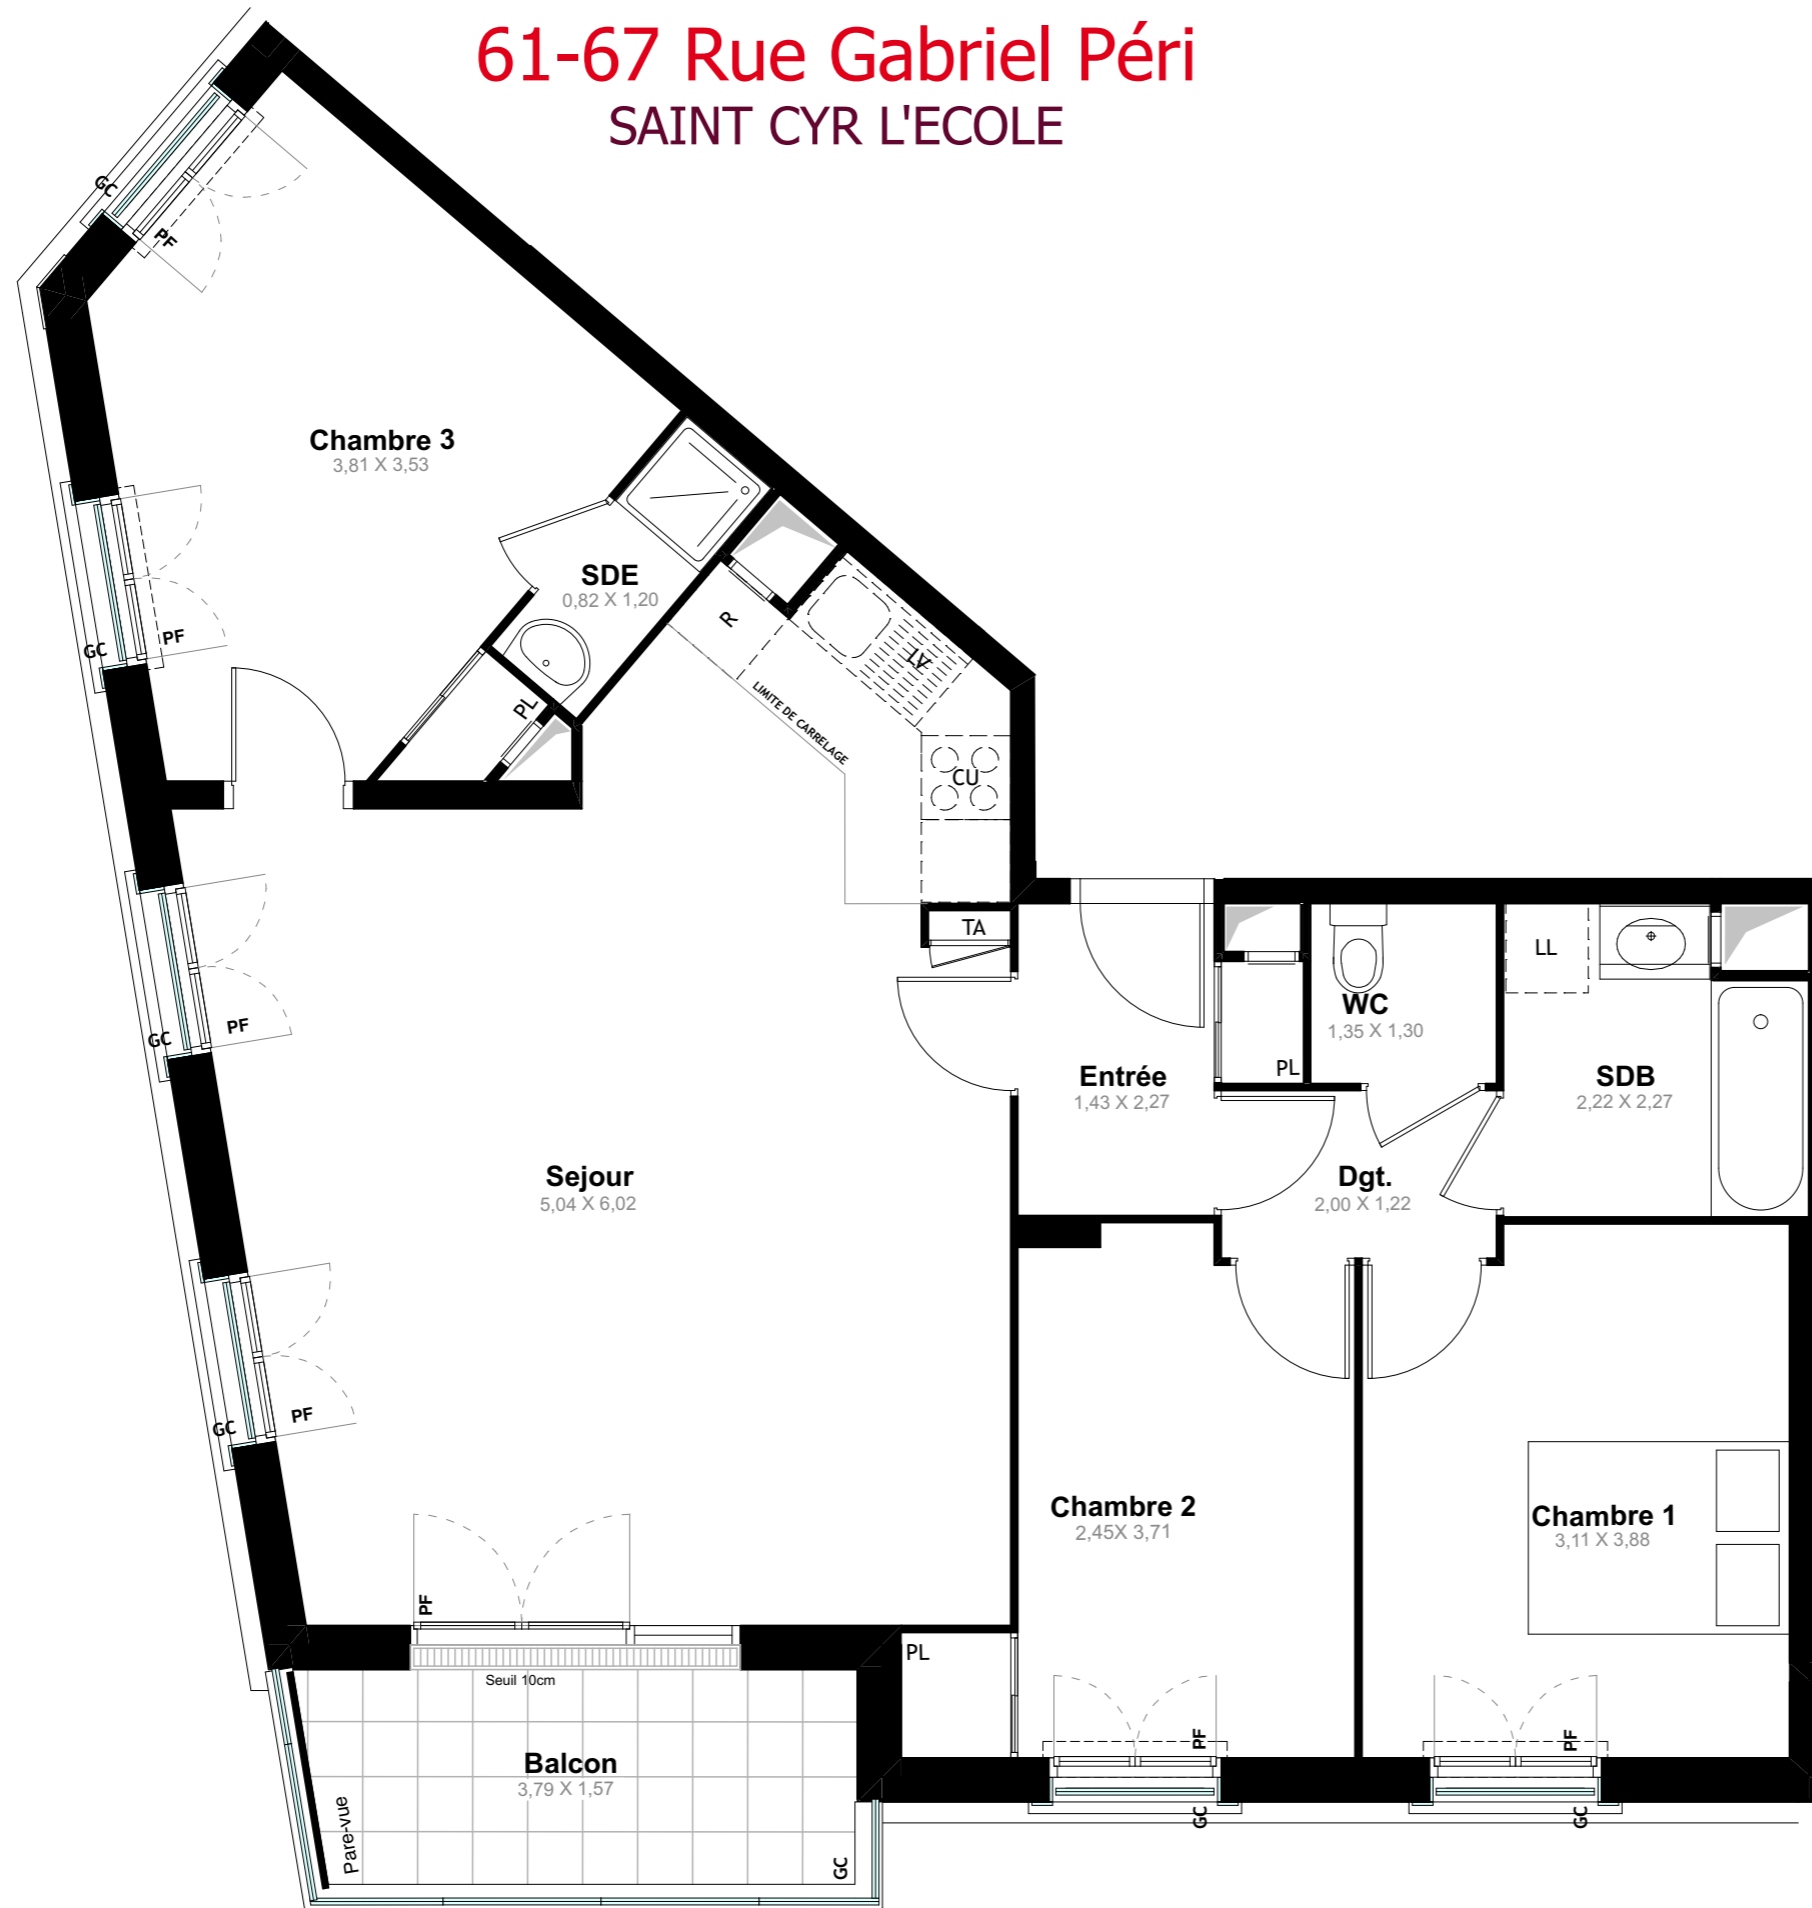 61-67 Rue Gabriel Péri
SAINT CYR L'ECOLE
GC
PF
Chambre 3
3,81 X 3,53
SDE
0,82 X 1,20
R
LV
GC
PF
PL
LIMITE DE CARRELAGE
CU
TA
LL
WC
1,35 X 1,30
GC
PF
PL
Entrée
1,43 X 2,27
SDB
2,22 X 2,27
Sejour
5,04 X 6,02
Dgt.
2,00 X 1,22
GC
PF
Chambre 2
2,45X 3,71
Chambre 1
3,11 X 3,88
PF
PL
Seuil 10cm
PF
PF
Balcon
3,79 X 1,57
Pare-vue
GC
GC
GC